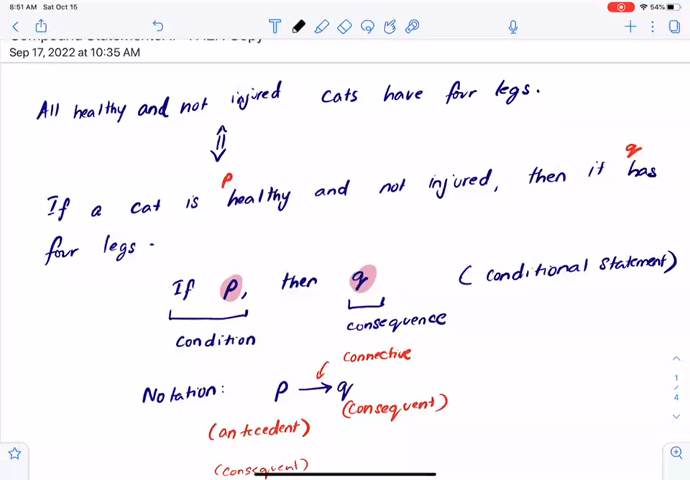 8:51 AM Sat Oct 15
54%
Sep 17, 2022 at 10:35 AM
All healthy and not injured cats have four legs.
p q
If a cat is healthy and not injured, then it has
four legs.
If p, then q (conditional statement)
condition consequence
connective
Notation: p → q
(antecedent) (consequent)
(consequent)
1
/
4